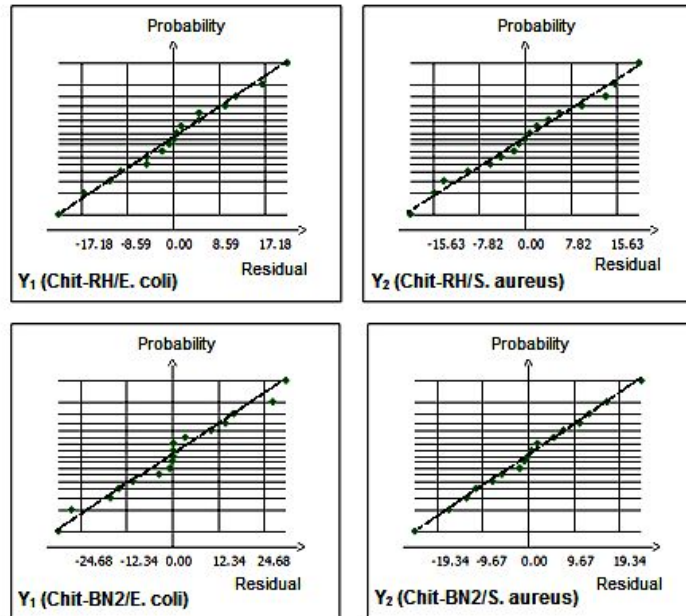 Probability
-17.18 -8.59 0.00 8.59 17.18
Residual
Y1 (Chit-RH/E. coli)
Probability
-15.63 -7.82 0.00 7.82 15.63
Residual
Y2 (Chit-RH/S. aureus)
Probability
-24.68 -12.34 0.00 12.34 24.68
Residual
Y1 (Chit-BN2/E. coli)
Probability
-19.34 -9.67 0.00 9.67 19.34
Residual
Y2 (Chit-BN2/S. aureus)